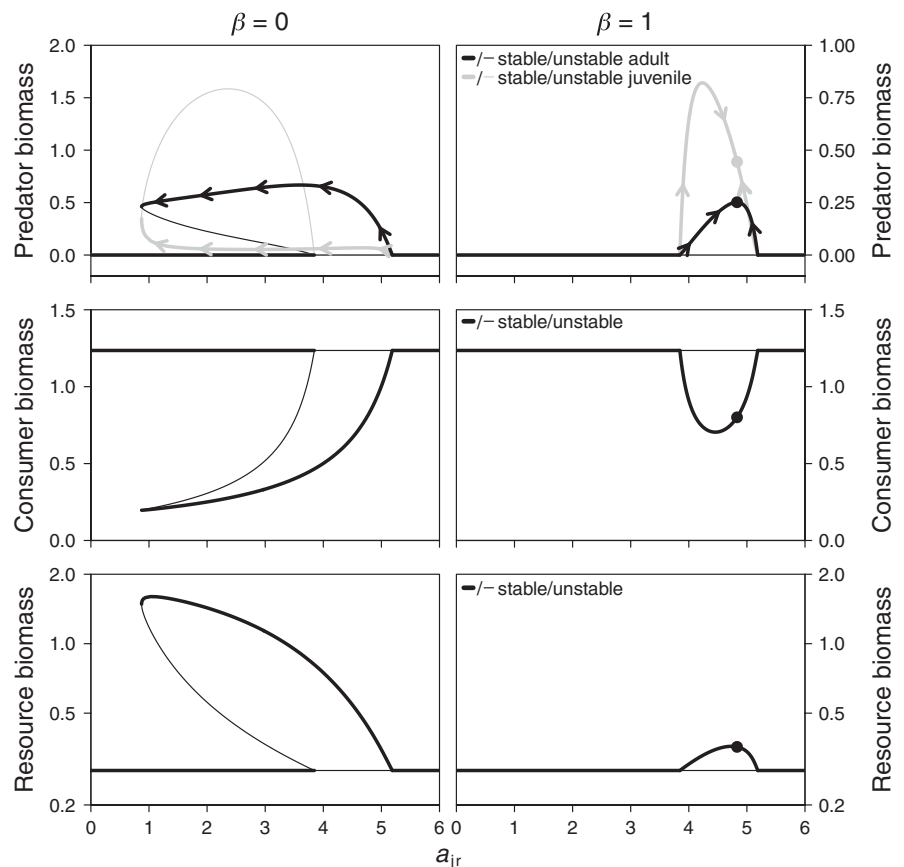 β = 0
β = 1
2.0
1.5
1.0
0.5
0.0
Predator biomass
/– stable/unstable adult
/– stable/unstable juvenile
1.00
0.75
0.50
0.25
0.00
Predator biomass
1.5
1.0
0.5
0.0
Consumer biomass
/– stable/unstable
1.5
1.0
0.5
0.0
Consumer biomass
2.0
1.0
0.5
0.2
Resource biomass
/– stable/unstable
2.0
1.0
0.5
0.2
Resource biomass
0 1 2 3 4 5 6
0 1 2 3 4 5 6
a_jr